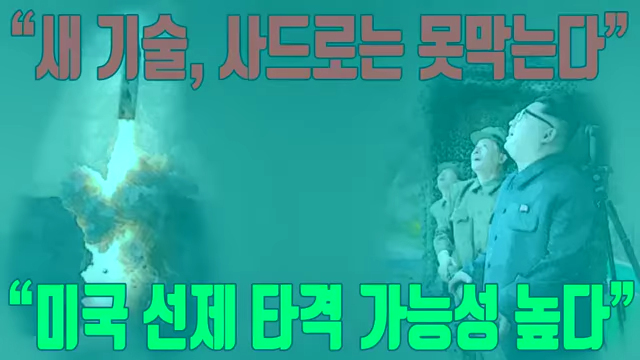 “새 기술, 사드로는 못막는다”
“미국 선제 타격 가능성 높다”